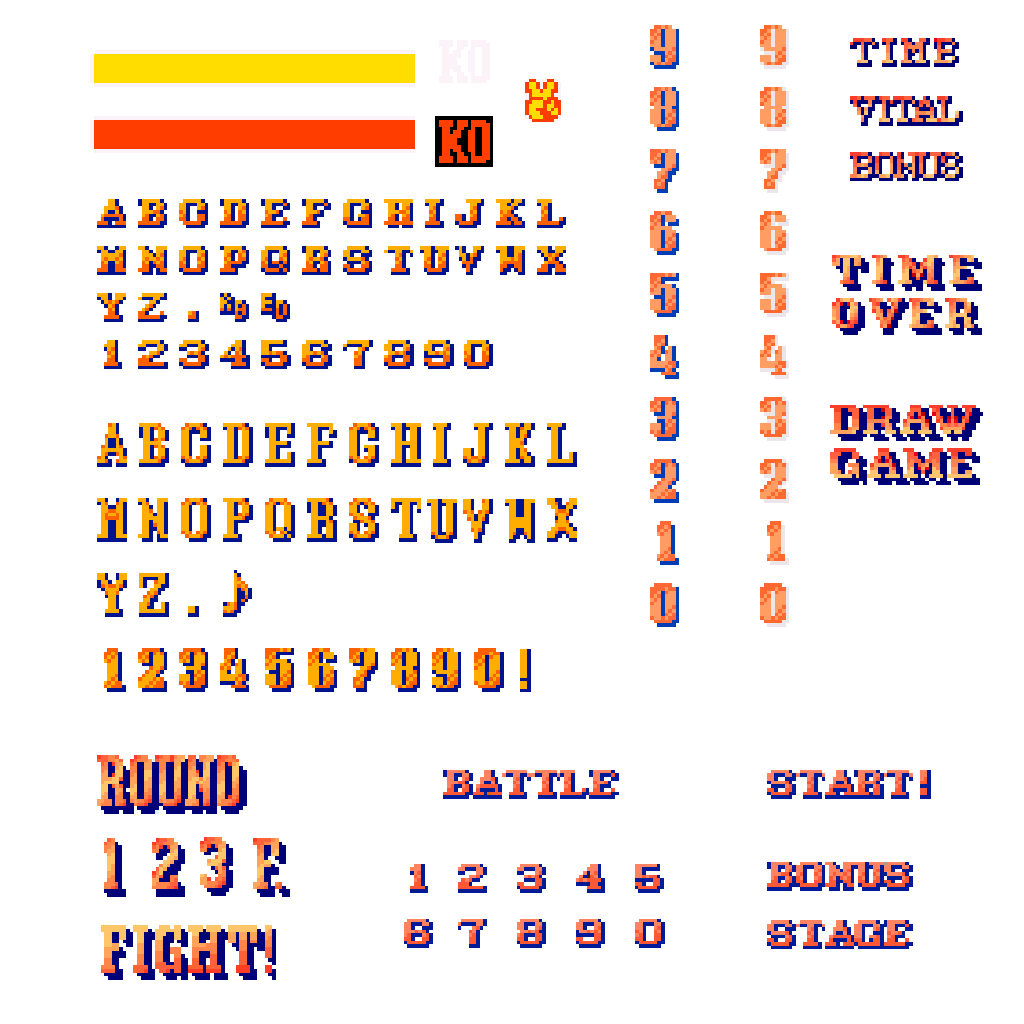 KO
KO
ABCDEFGHIJKL
MNOPQRSTUVWX
YZ.
1234567890
ABCDEFGHIJKL
MNOPQRSTUVWX
YZ.♪
1234567890!
9 9
8 8
7 7
6 6
5 5
4 4
3 3
2 2
1 1
0 0
TIME
VITAL
BONUS
TIME
OVER
DRAW
GAME
ROUND
1 2 3 F.
FIGHT!
BATTLE
1 2 3 4 5
6 7 8 9 0
START!
BONUS
STAGE